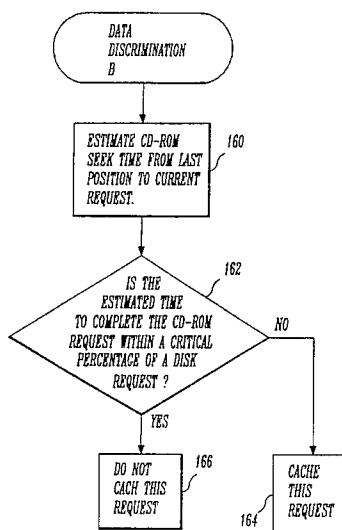 DATA
DISCRIMINATION
B
ESTIMATE CD-ROM
SEEK TIME FROM LAST
POSITION TO CURRENT
REQUEST.
160
162
IS THE
ESTIMATED TIME
TO COMPLETE THE CD-ROM
REQUEST WITHIN A CRITICAL
PERCENTAGE OF A DISK
REQUEST ?
NO
YES
DO NOT
CACH THIS
REQUEST
166
CACHE
THIS
REQUEST
164